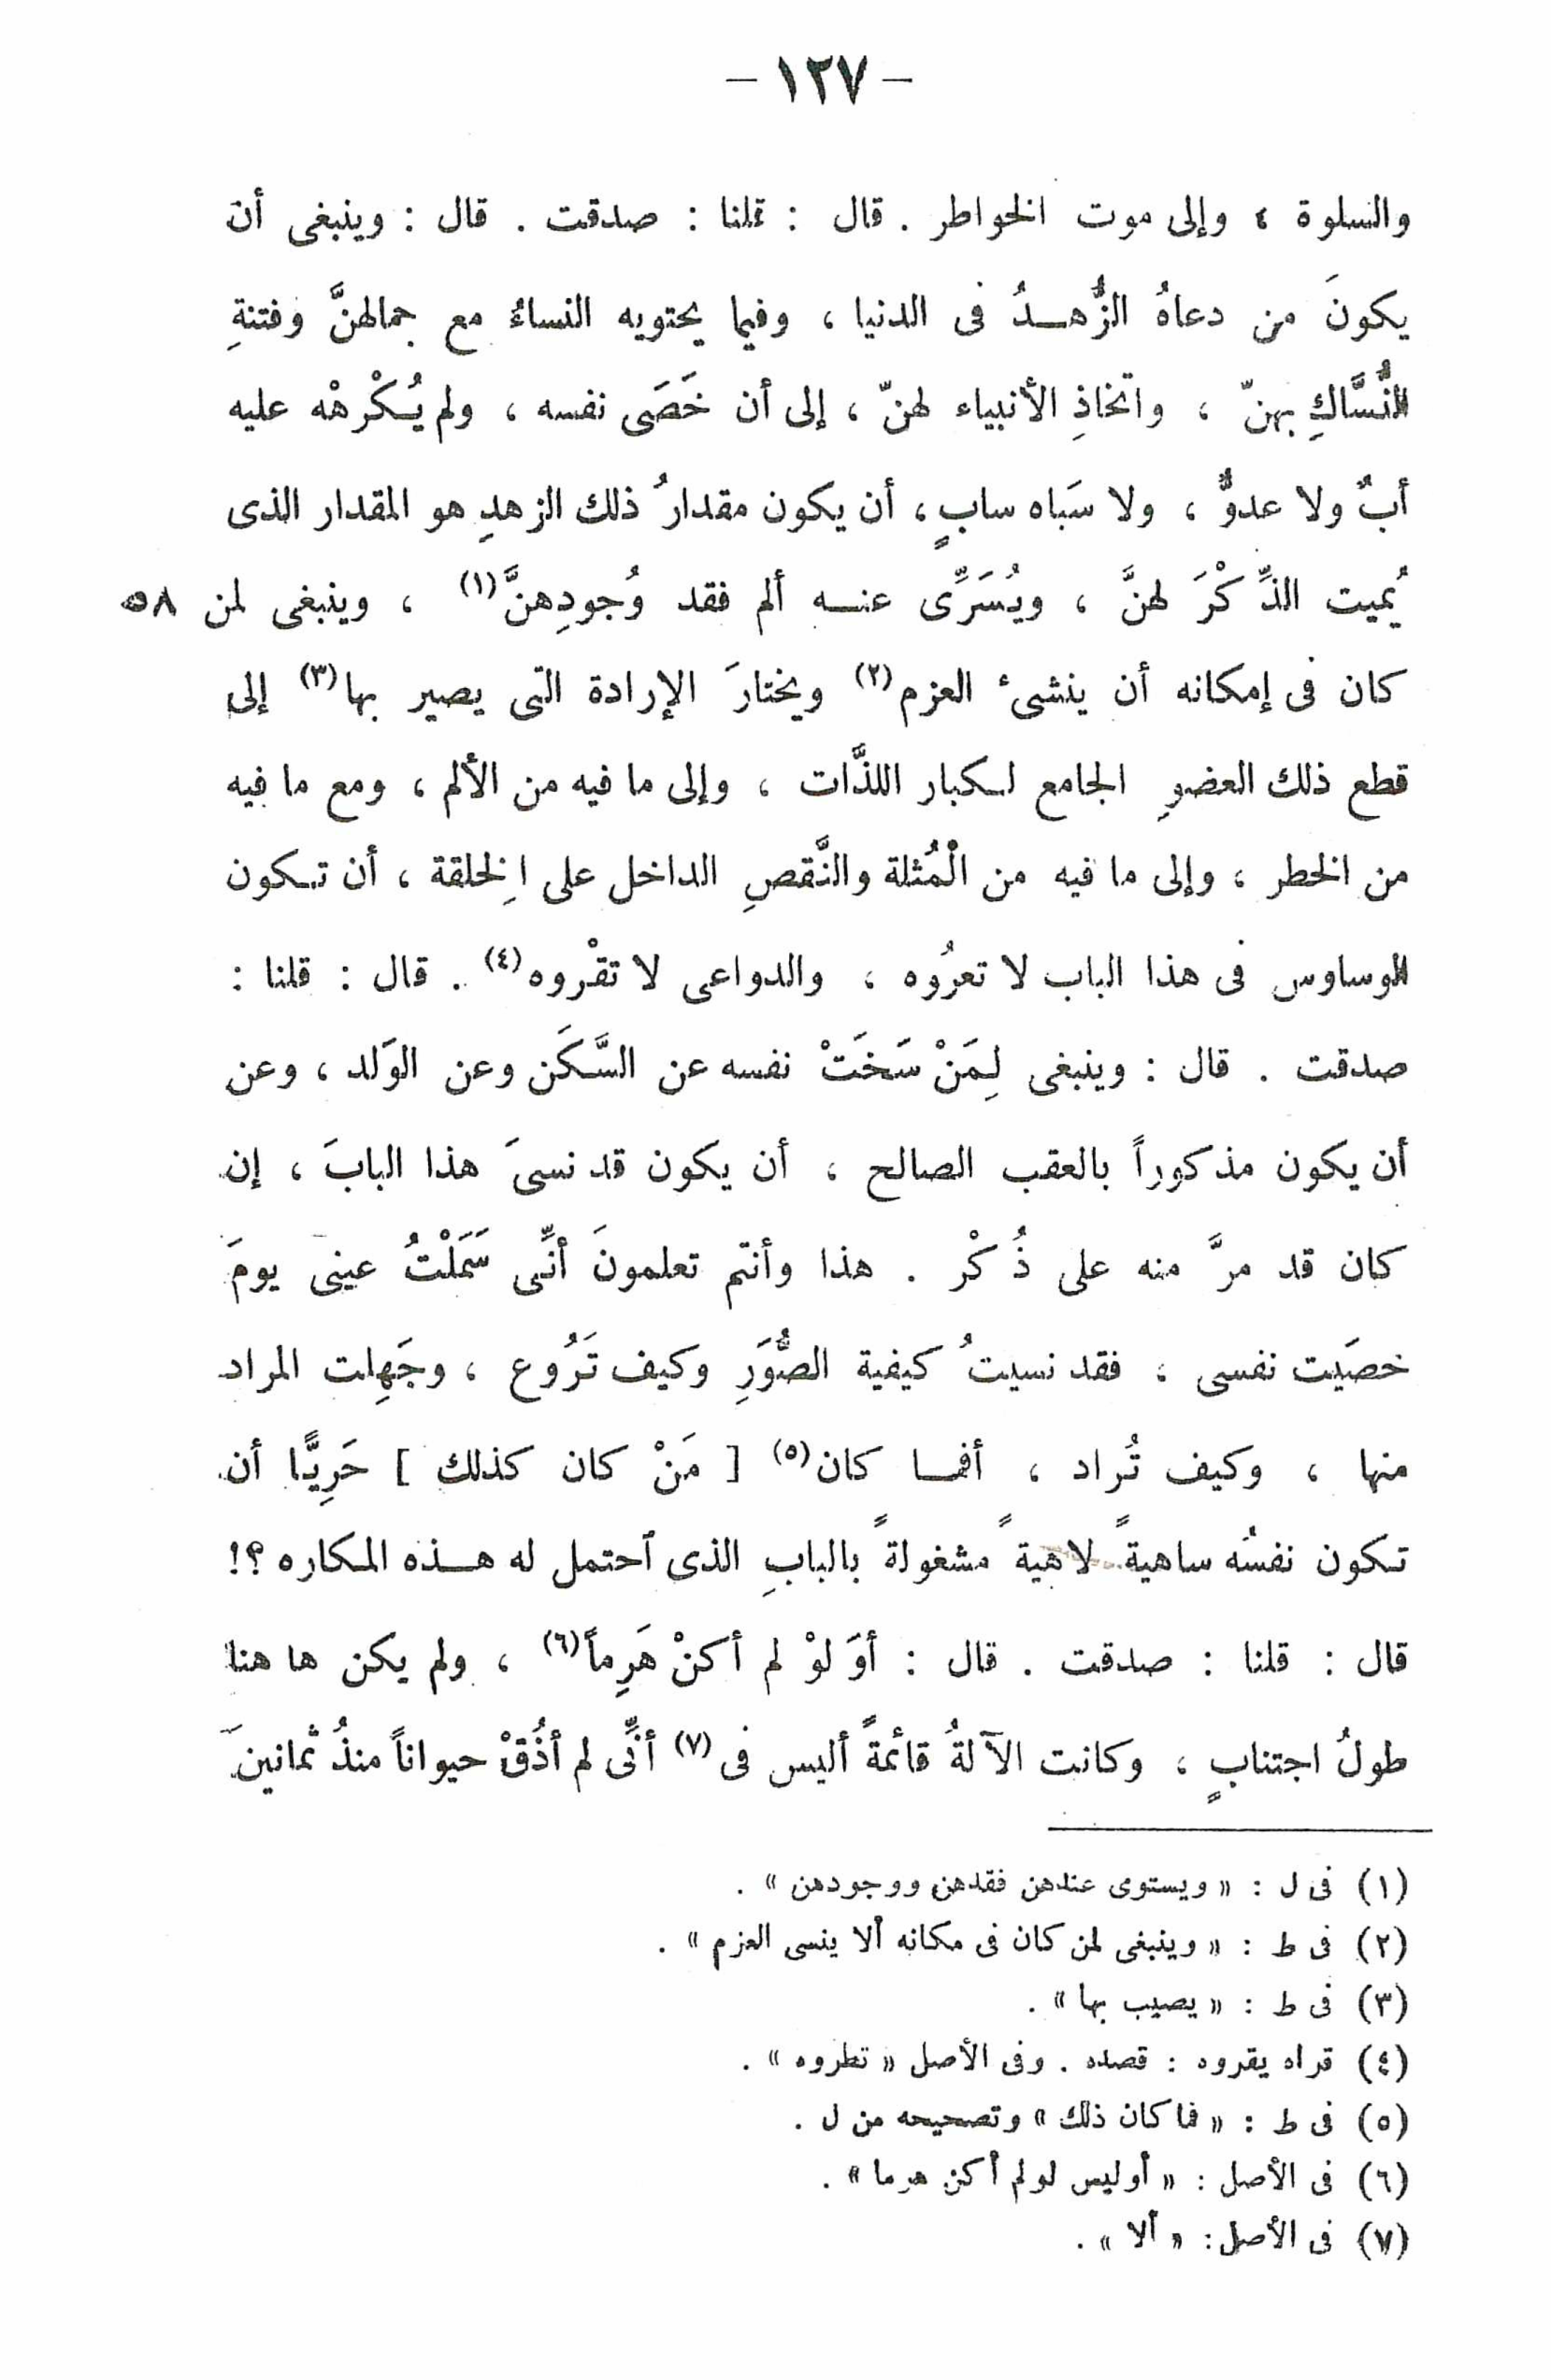 — ١٢٧ —
والسلوة ، وإلى موت الخواطر . قال : قلنا : صدقت . قال : وينبغى أن
يكونَ من دعاهُ الزُّهـدُ فى الدنيا ، وفيما يحتويه النساءُ مع جمالهنَّ وفتنةِ
النُّسَّاكِ بهنّ ، واتخاذِ الأنبياء لهنّ ، إلى أن خَصَى نفسه ، ولم يُكْرهْه عليه
أبٌ ولا عدوٌّ ، ولا سَباه سابٍ ، أن يكون مقدارُ ذلك الزهدِ هو المقدار الذى
يُميت الذِّكْرَ لهنَّ ، ويُسَرِّى عنـه ألم فقد وُجودِهنَّ (١) ، وينبغى لمن ٥٨
كان فى إمكانه أن ينشىء العزم (٢) ويختارَ الإرادة التى يصير بها (٣) إلى
قطع ذلك العضوِ الجامع لكبار اللذَّات ، وإلى ما فيه من الألم ، ومع ما فيه
من الخطر ، وإلى ما فيه من الْمُثلة والنَّقصِ الداخل على الِخلقة ، أن تكون
الوساوس فى هذا الباب لا تعرُوه ، والدواعى لا تقْروه (٤) . قال : قلنا :
صدقت . قال : وينبغى لِمَنْ سَخَتْ نفسه عن السَّكَن وعن الوَلد ، وعن
أن يكون مذكوراً بالعقب الصالح ، أن يكون قد نسىَ هذا البابَ ، إن
كان قد مرَّ منه على ذُكْر . هذا وأنتم تعلمونَ أنِّى سَمَلْتُ عينى يومَ
خصَيت نفسى ، فقد نسيتُ كيفية الصُّوَرِ وكيف تَرُوع ، وجَهِلت المراد
منها ، وكيف تُراد ، أفمـا كان (٥) [ مَنْ كان كذلك ] حَرِيًّا أن
تكون نفسُه ساهيةً لاهيةً مشغولةً بالبابِ الذى احتمل له هـذه المكاره ؟!
قال : قلنا : صدقت . قال : أوَ لوْ لم أكنْ هَرِماً (٦) ، ولم يكن ها هنا
طولُ اجتنابٍ ، وكانت الآلةُ قائمةً أليس فى (٧) أنِّى لم أذُقْ حيواناً منذُ ثمانينَ
(١) فى ل : « ويستوى عندهن فقدهن ووجودهن » .
(٢) فى ط : « وينبغى لمن كان فى مكانه ألا ينسى العزم » .
(٣) فى ط : « يصيب بها » .
(٤) قراه يقروه : قصده . وفى الأصل « تطروه » .
(٥) فى ط : « فما كان ذلك » وتصحيحه من ل .
(٦) فى الأصل : « أوليس لو لم أكن هرما » .
(٧) فى الأصل : « ألا » .